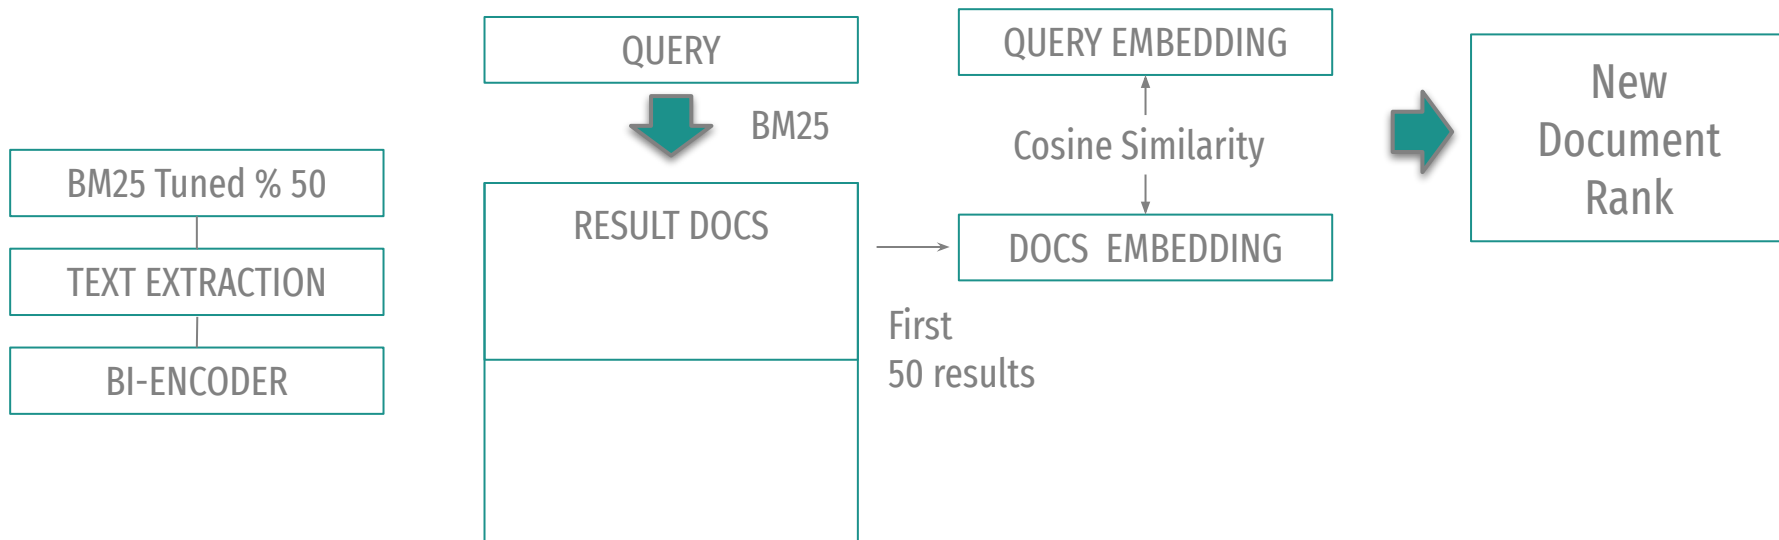 BM25 Tuned % 50
TEXT EXTRACTION
BI-ENCODER
QUERY
BM25
RESULT DOCS
First
50 results
QUERY EMBEDDING
Cosine Similarity
DOCS EMBEDDING
New
Document
Rank